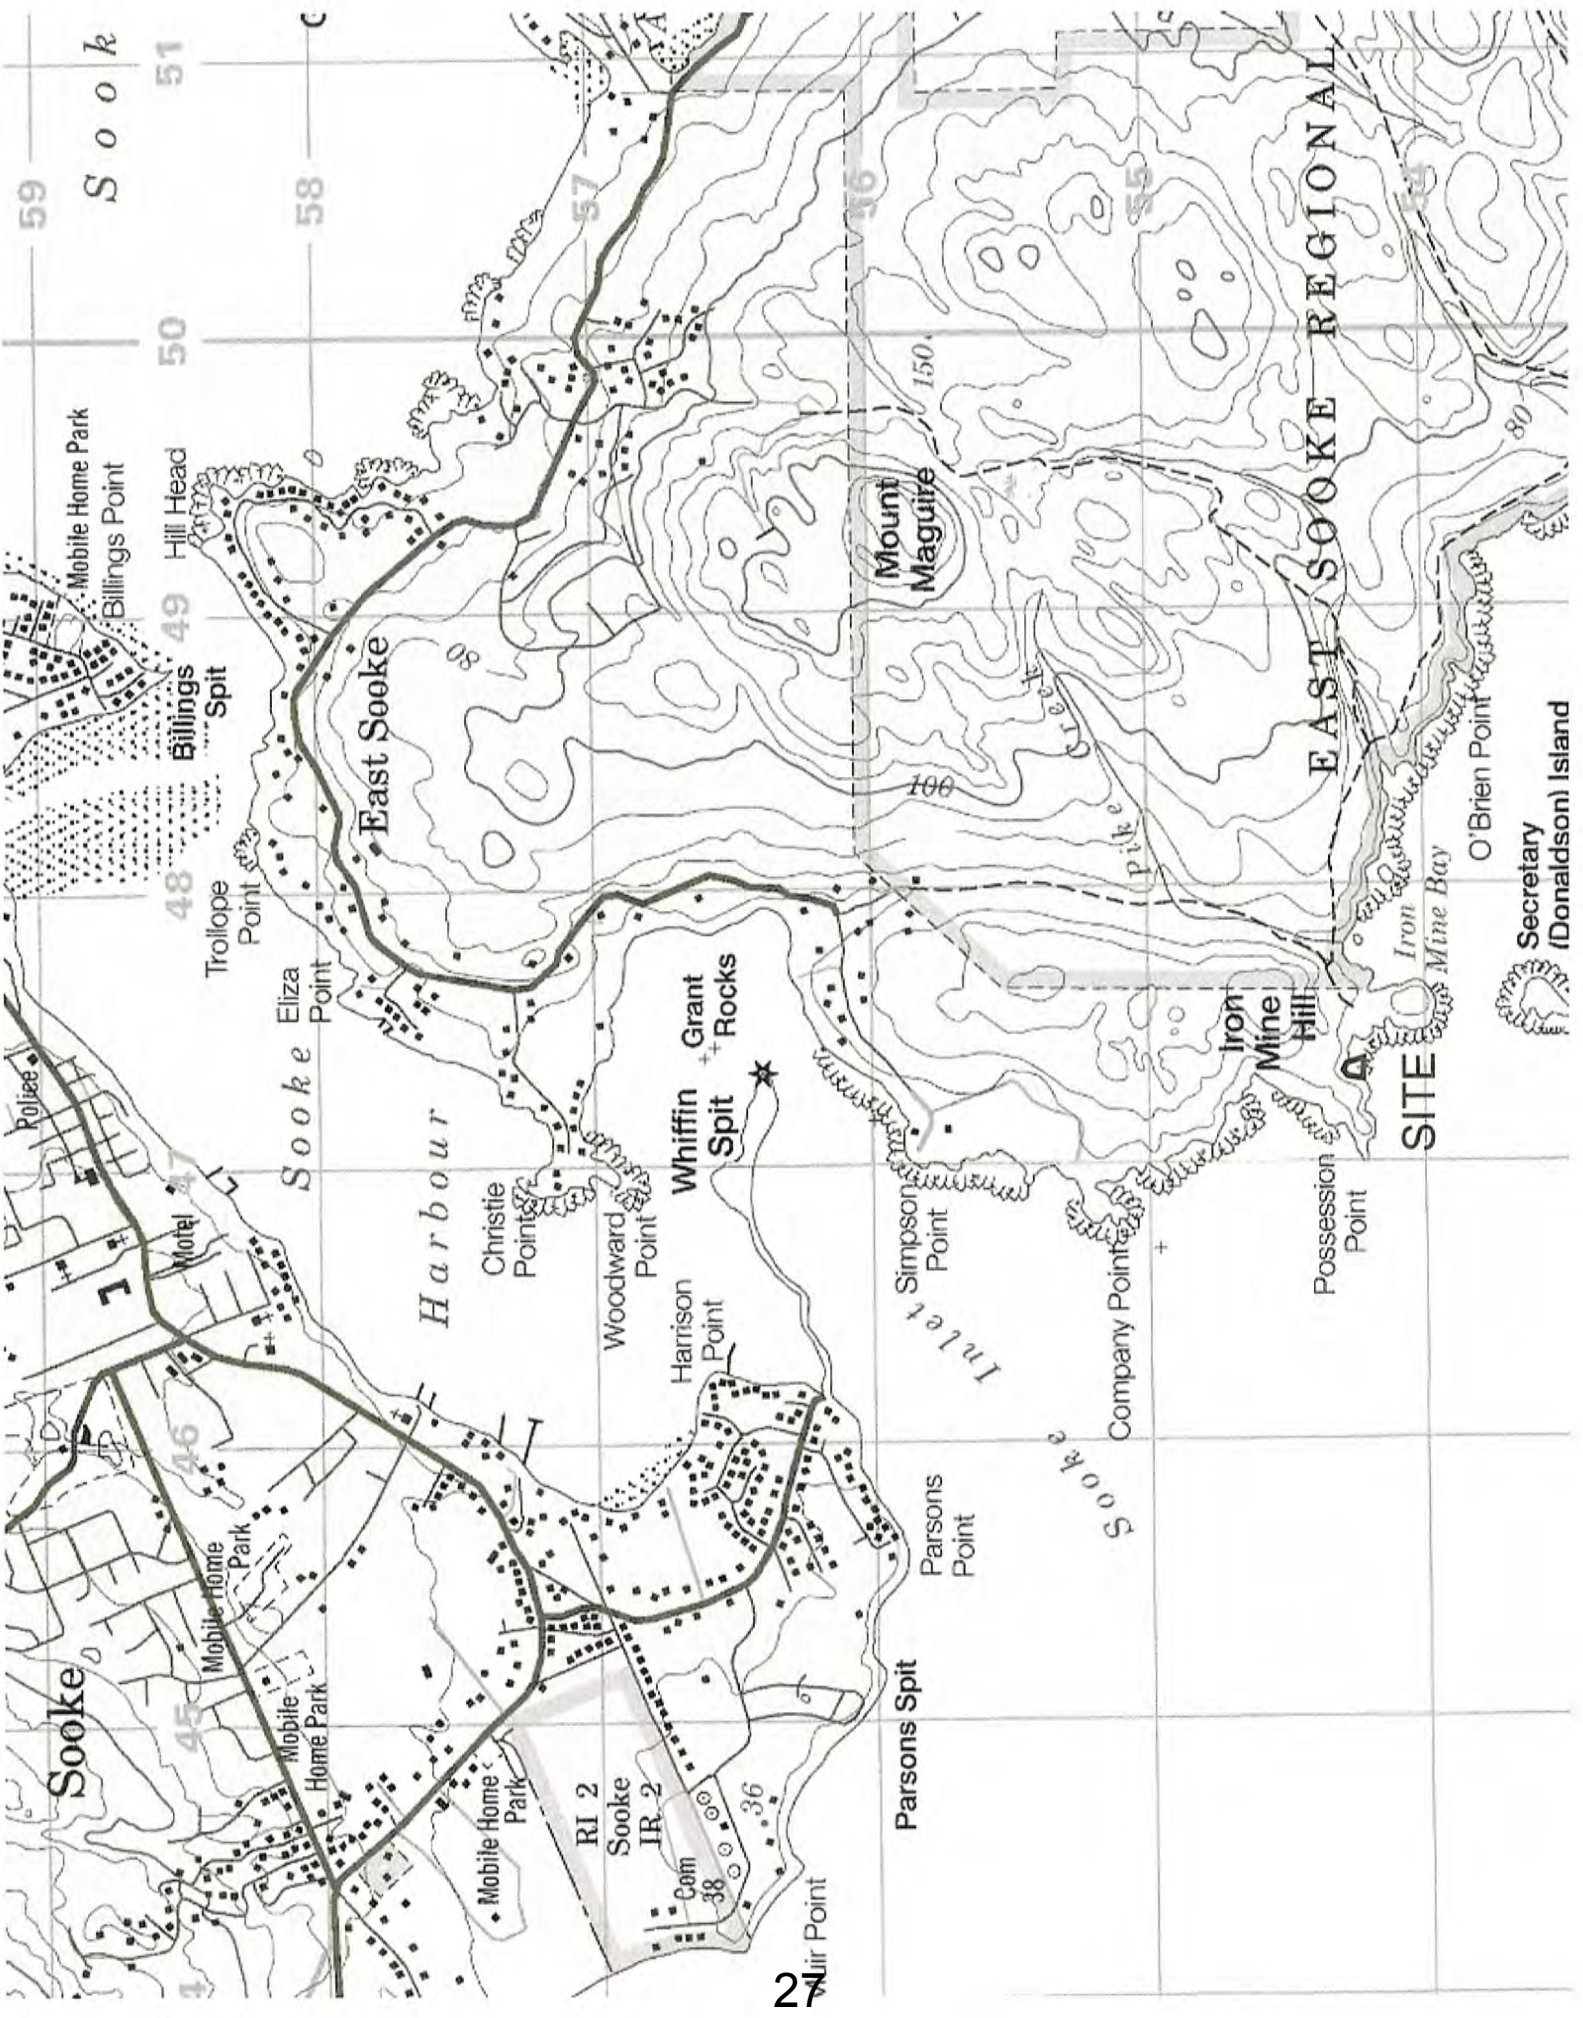 59
58
57
56
55
54
51
50
49
48
47
46
45
4
Sook
Mobile Home Park
Billings Point
Hill Head
Billings
Spit
East Sooke
80
Trollope
Point
Eliza
Point
Police
Motel
Sooke
Harbour
Christie
Point
Woodward
Point
Harrison
Point
Whiffin
Spit
Grant
Rocks
Mount
Maguire
150
100
80
Pike Creek
EAST SOOKE REGIONAL
Iron
Mine
Hill
Iron
Mine Bay
O'Brien Point
Secretary
(Donaldson) Island
SITE
Possession
Point
Simpson
Point
Company Point
Sooke Inlet
Parsons
Point
Parsons Spit
Sooke
Mobile Home
Park
Mobile
Home Park
Mobile Home
Park
RI 2
Sooke
IR 2
Com
38
36
Muir Point
27